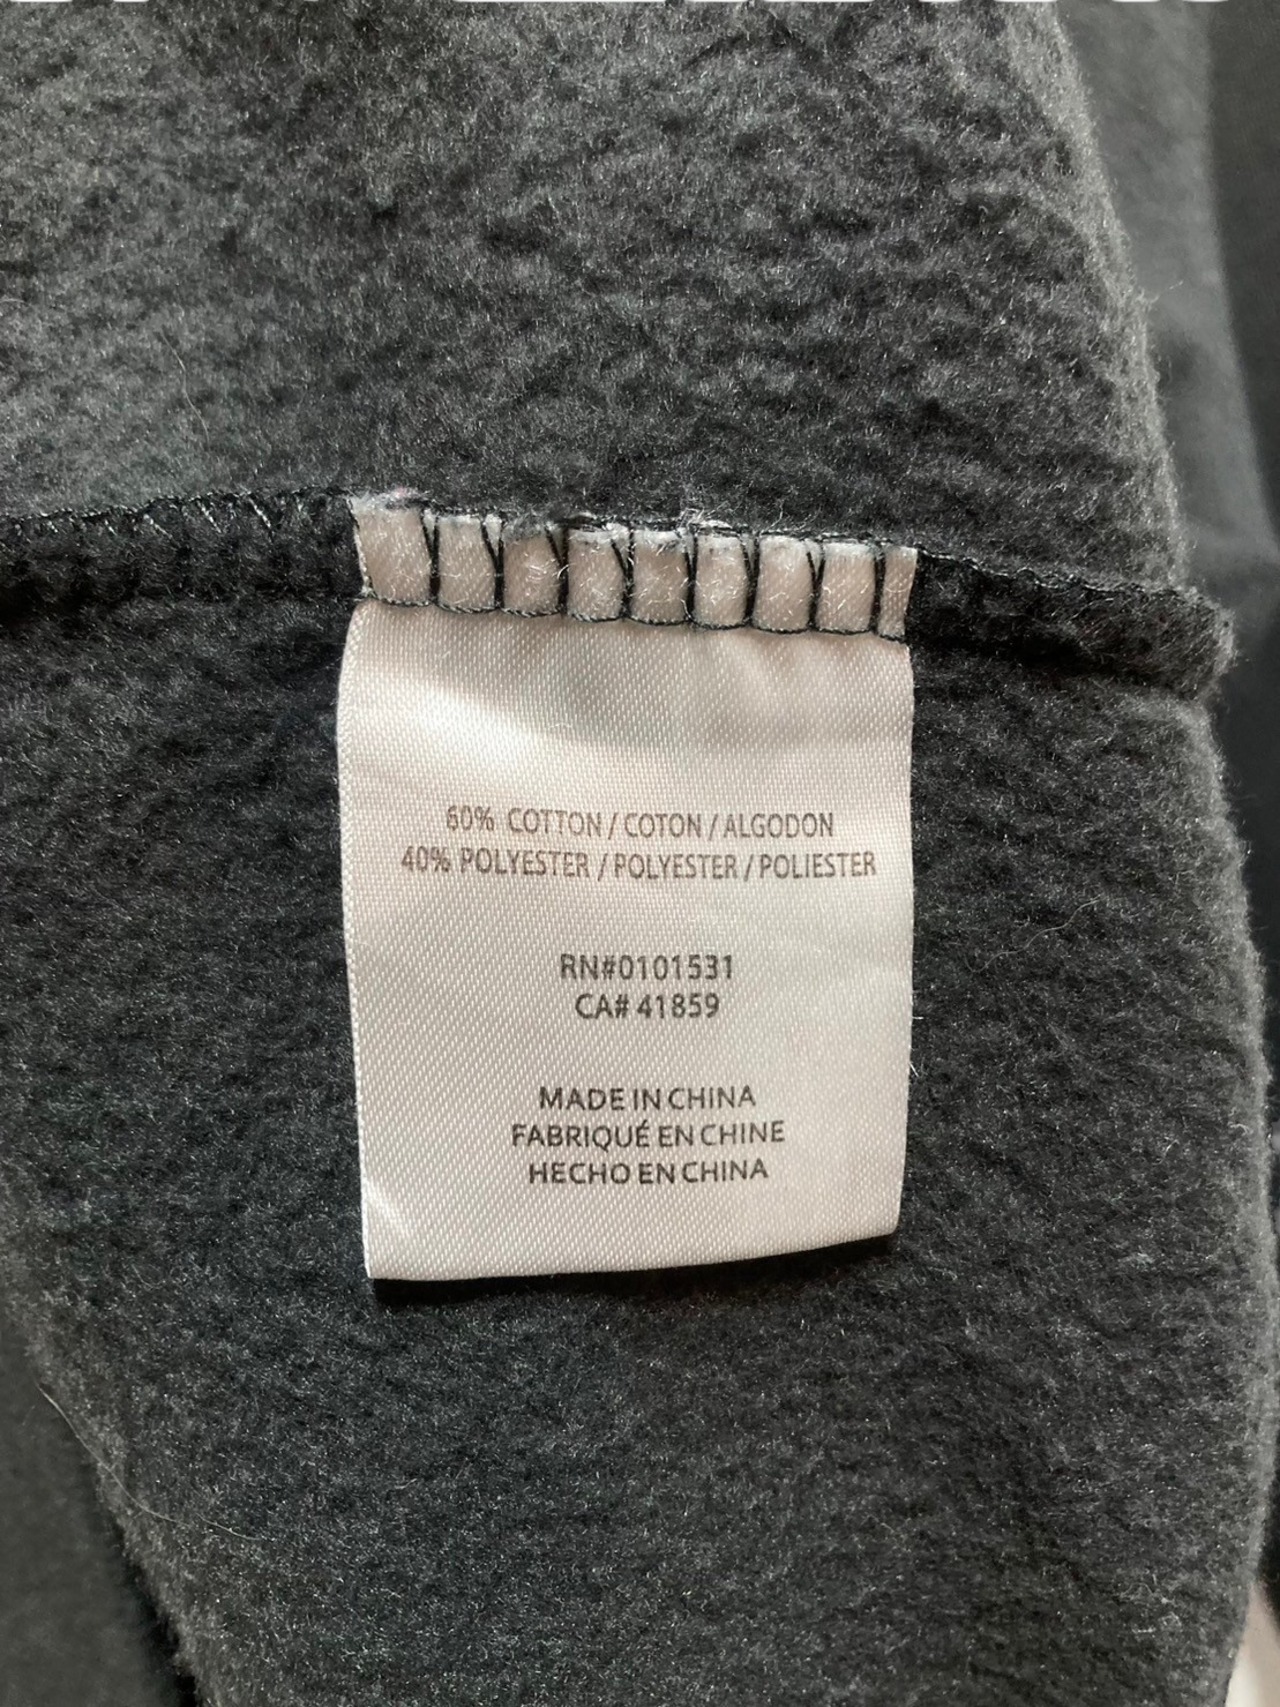 60% COTTON / COTON / ALGODON
40% POLYESTER / POLYESTER / POLIESTER
RN#0101531
CA# 41859
MADE IN CHINA
FABRIQUÉ EN CHINE
HECHO EN CHINA